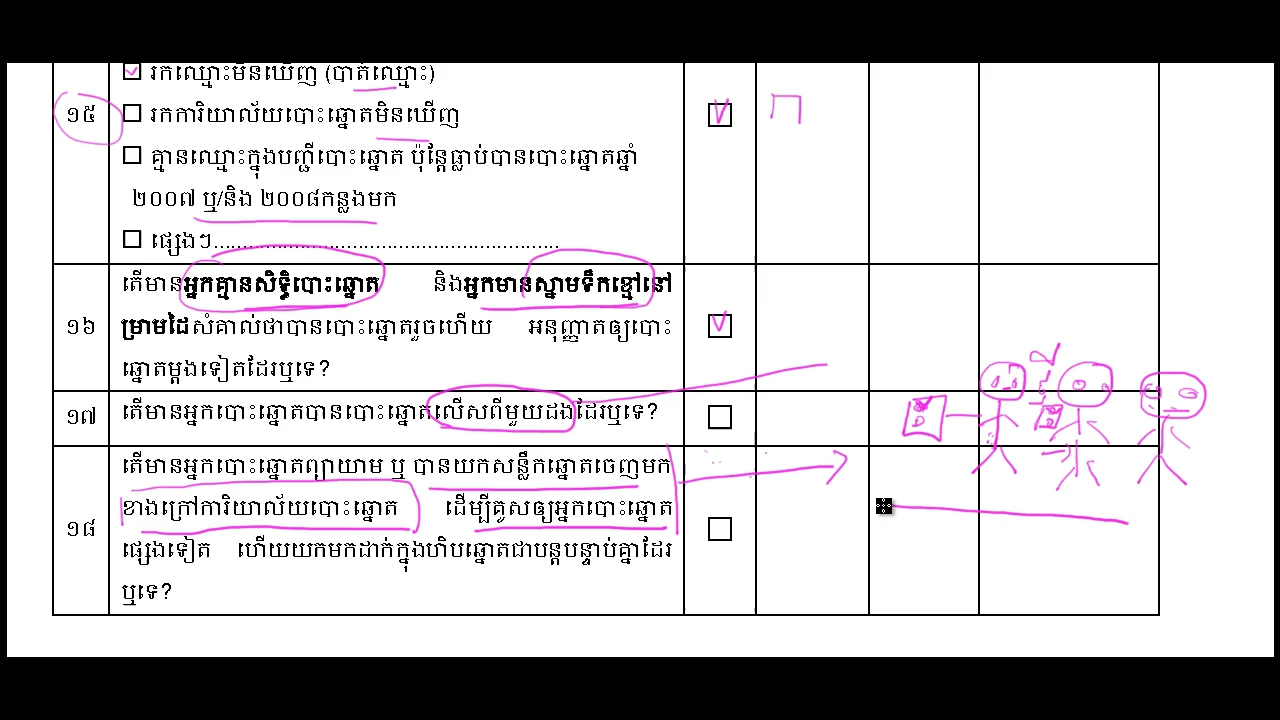 រកឈ្មោះមិនឃើញ (បាត់ឈ្មោះ)
១៥
រកការិយាល័យបោះឆ្នោតមិនឃើញ
គ្មានឈ្មោះក្នុងបញ្ជីបោះឆ្នោត ប៉ុន្តែធ្លាប់បានបោះឆ្នោតឆ្នាំ
២០០៧ ឬ/និង ២០០៨កន្លងមក
ផ្សេងៗ.......................................................
តើមានអ្នកគ្មានសិទ្ធិបោះឆ្នោត និងអ្នកមានស្នាមទឹកខ្មៅនៅ
១៦
ម្រាមដៃសំគាល់ថាបានបោះឆ្នោតរួចហើយ អនុញ្ញាតឲ្យបោះ
ឆ្នោតម្តងទៀតដែរឬទេ?
១៧
តើមានអ្នកបោះឆ្នោតបានបោះឆ្នោតលើសពីមួយដងដែរឬទេ?
តើមានអ្នកបោះឆ្នោតព្យាយាម ឬ បានយកសន្លឹកឆ្នោតចេញមក
ខាងក្រៅការិយាល័យបោះឆ្នោត ដើម្បីគូសឲ្យអ្នកបោះឆ្នោត
១៨
ផ្សេងទៀត ហើយយកមកដាក់ក្នុងហិបឆ្នោតជាបន្តបន្ទាប់គ្នាដែរ
ឬទេ?